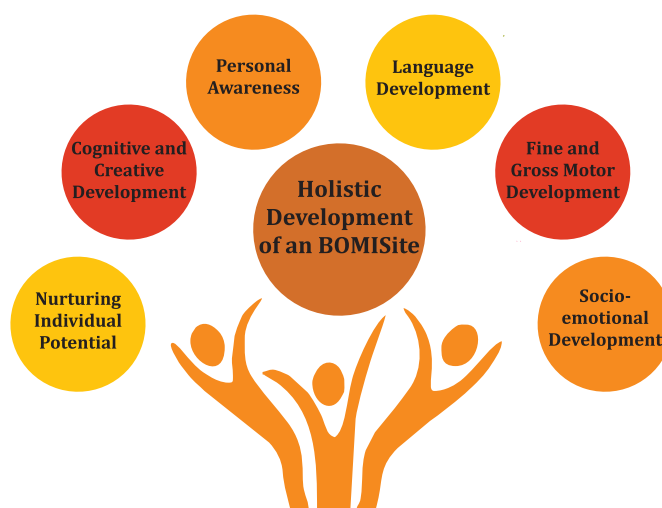 Personal
Awareness
Language
Development
Cognitive and
Creative
Development
Fine and
Gross Motor
Development
Holistic
Development
of an BOMISite
Nurturing
Individual
Potential
Socio-
emotional
Development